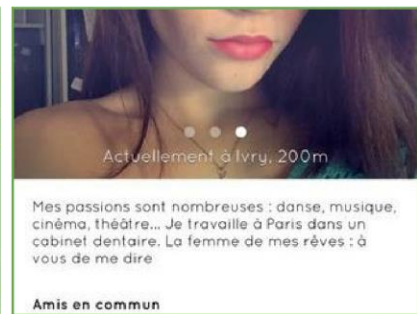 Actuellement à Ivry, 200m
Mes passions sont nombreuses : danse, musique,
cinéma, théâtre... Je travaille à Paris dans un
cabinet dentaire. La femme de mes rêves : à
vous de me dire
Amis en commun